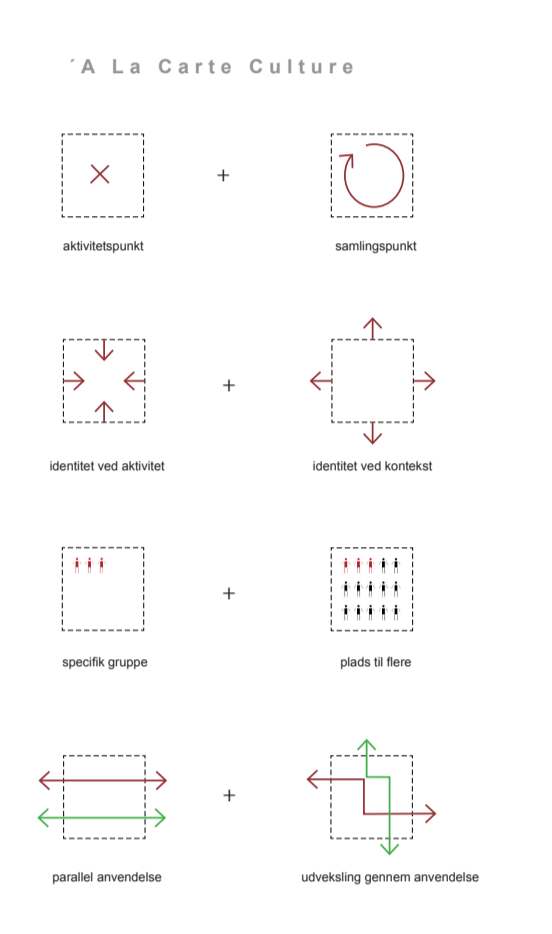 ´A La Carte Culture
+
aktivitetspunkt
samlingspunkt
+
identitet ved aktivitet
identitet ved kontekst
+
specifik gruppe
plads til flere
+
parallel anvendelse
udveksling gennem anvendelse